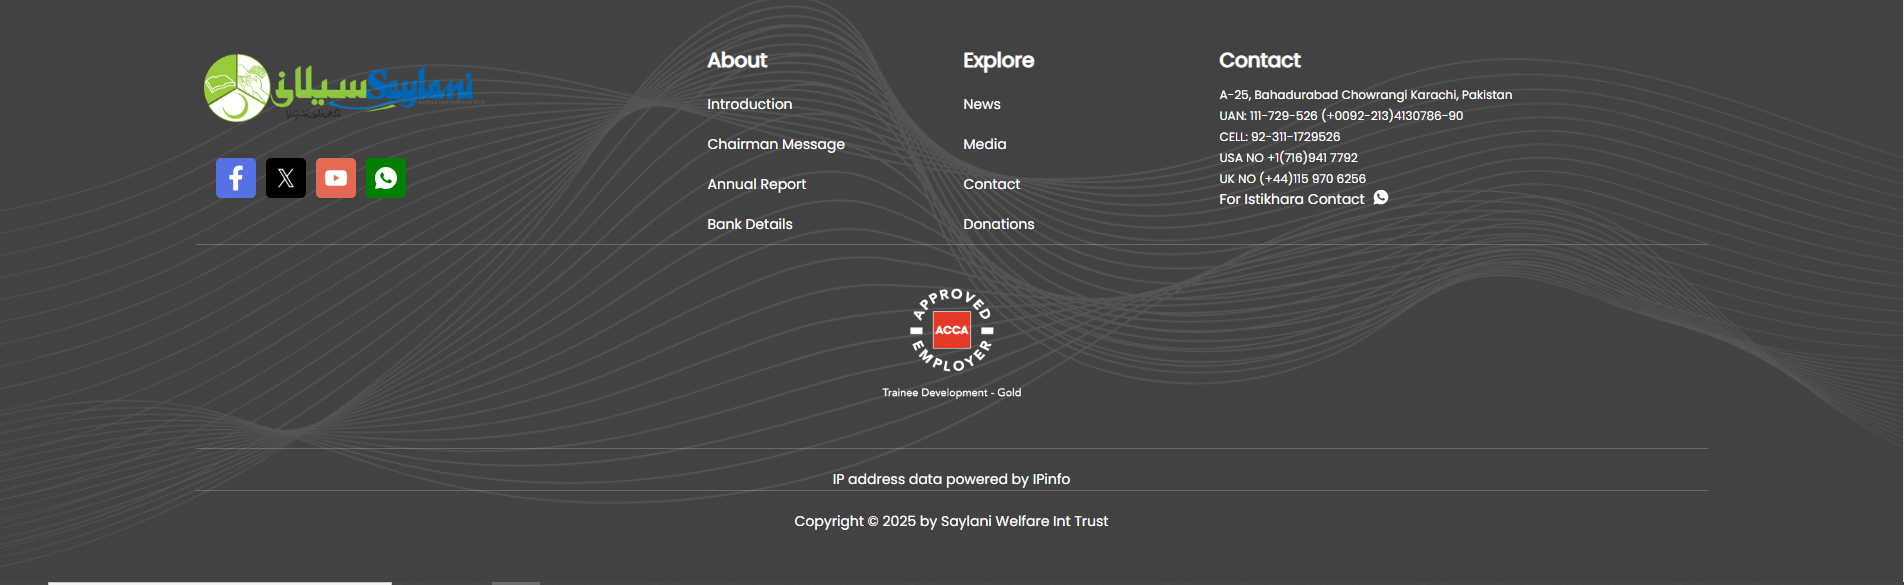 سیلانی Saylani
About
Introduction
Chairman Message
Annual Report
Bank Details
Explore
News
Media
Contact
Donations
Contact
A-25, Bahadurabad Chowrangi Karachi, Pakistan
UAN: 111-729-526 (+0092-213)4130786-90
CELL: 92-311-1729526
USA NO +1(716)941 7792
UK NO (+44)115 970 6256
For Istikhara Contact
APPROVED
ACCA
EMPLOYER
Trainee Development - Gold
IP address data powered by IPinfo
Copyright © 2025 by Saylani Welfare Int Trust